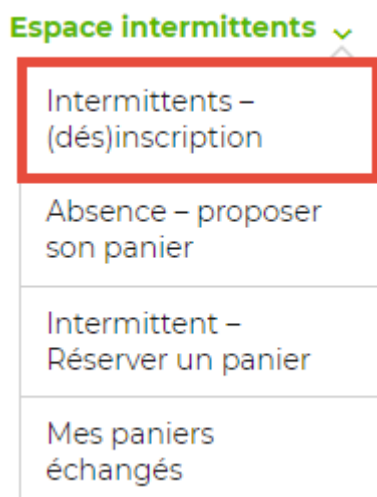 Espace intermittents
Intermittents –
(dés)inscription
Absence – proposer
son panier
Intermittent –
Réserver un panier
Mes paniers
échangés